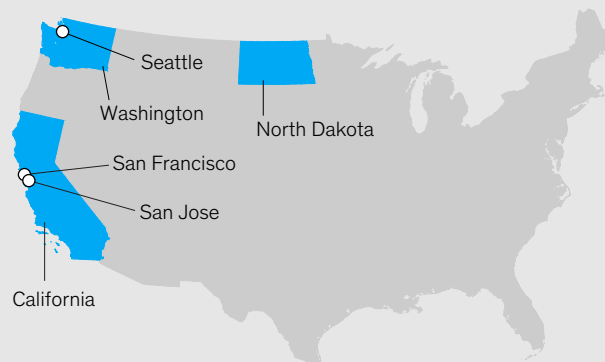 Seattle
Washington
North Dakota
San Francisco
San Jose
California